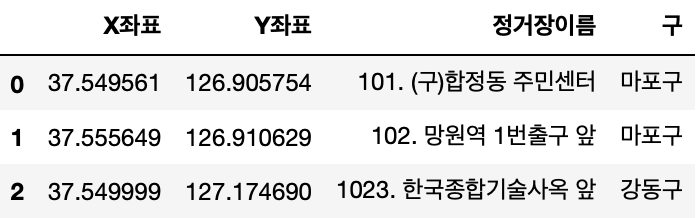 X좌표 Y좌표 정거장이름 구
0 37.549561 126.905754 101. (구)합정동 주민센터 마포구
1 37.555649 126.910629 102. 망원역 1번출구 앞 마포구
2 37.549999 127.174690 1023. 한국종합기술사옥 앞 강동구